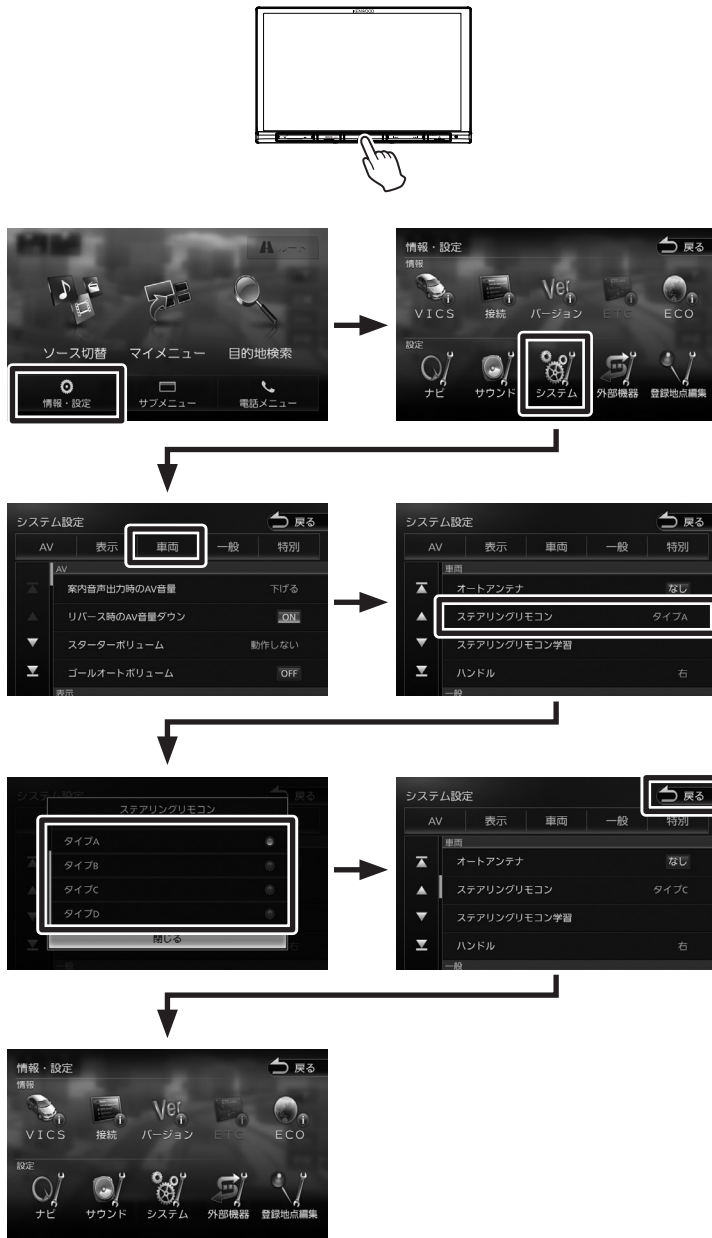 KENWOOD
ソース切替 マイメニュー 目的地検索
情報・設定 サブメニュー 電話メニュー
情報・設定 戻る
情報
VICS 接続 バージョン ETC ECO
設定
ナビ サウンド システム 外部機器 登録地点編集
システム設定 戻る
AV 表示 車両 一般 特別
AV
案内音声出力時のAV音量 下げる
リバース時のAV音量ダウン ON
スターターボリューム 動作しない
ゴールオートボリューム OFF
表示
システム設定 戻る
AV 表示 車両 一般 特別
車両
オートアンテナ なし
ステアリングリモコン タイプA
ステアリングリモコン学習
ハンドル 右
一般
システム設定 戻る
ステアリングリモコン
タイプA
タイプB
タイプC
タイプD
閉じる
右
一般
システム設定 戻る
AV 表示 車両 一般 特別
車両
オートアンテナ なし
ステアリングリモコン タイプC
ステアリングリモコン学習
ハンドル 右
一般
情報・設定 戻る
情報
VICS 接続 バージョン ETC ECO
設定
ナビ サウンド システム 外部機器 登録地点編集